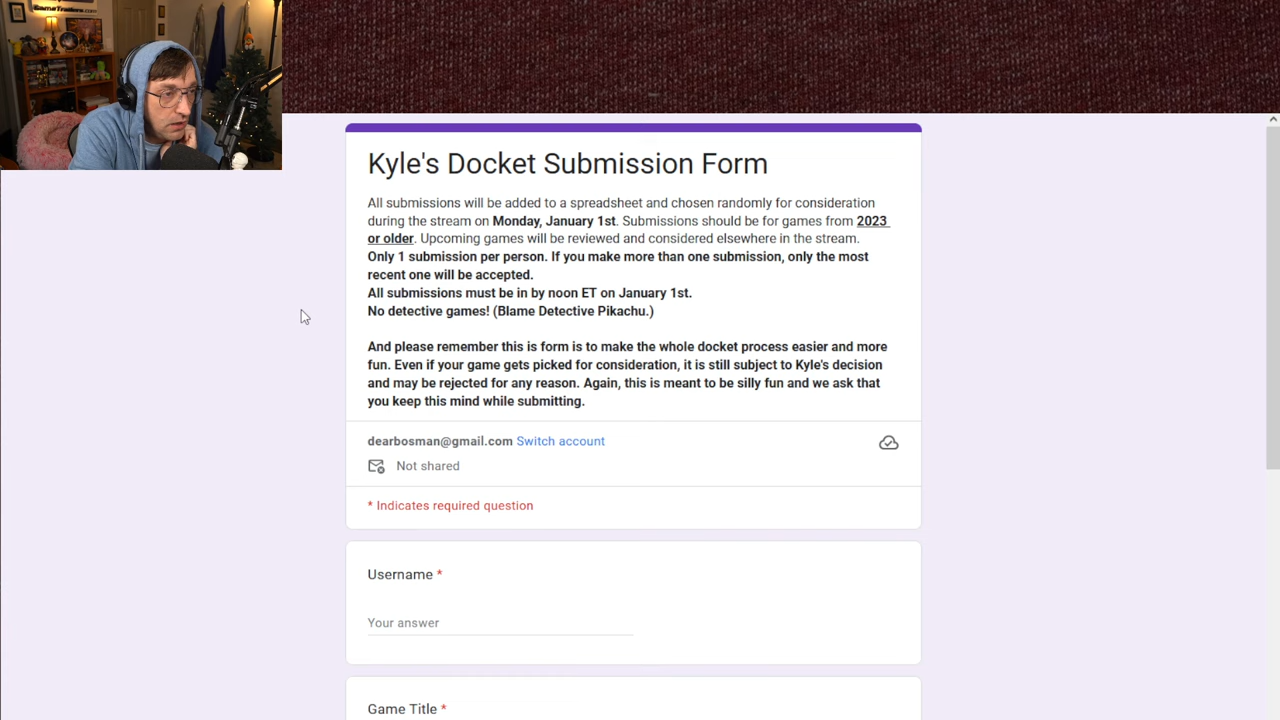 GameTrailers.com
Kyle's Docket Submission Form
All submissions will be added to a spreadsheet and chosen randomly for consideration
during the stream on Monday, January 1st. Submissions should be for games from 2023
or older. Upcoming games will be reviewed and considered elsewhere in the stream.
Only 1 submission per person. If you make more than one submission, only the most
recent one will be accepted.
All submissions must be in by noon ET on January 1st.
No detective games! (Blame Detective Pikachu.)
And please remember this is form is to make the whole docket process easier and more
fun. Even if your game gets picked for consideration, it is still subject to Kyle's decision
and may be rejected for any reason. Again, this is meant to be silly fun and we ask that
you keep this mind while submitting.
dearbosman@gmail.com Switch account
Not shared
* Indicates required question
Username *
Your answer
Game Title *